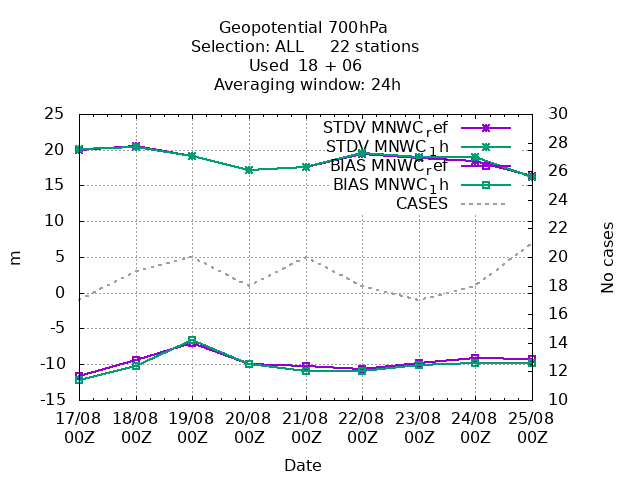 Geopotential 700hPa
Selection: ALL 22 stations
Used 18 + 06
Averaging window: 24h
25 30
STDV MNWC_ref
28
20 STDV MNWC_1h
BIAS MNWC_ref
26
15 BIAS MNWC_1h
24
CASES
10 22
m 5 20 No cases
0 18
-5 16
14
-10 12
-15 10
17/08 18/08 19/08 20/08 21/08 22/08 23/08 24/08 25/08
00Z 00Z 00Z 00Z 00Z 00Z 00Z 00Z 00Z
Date